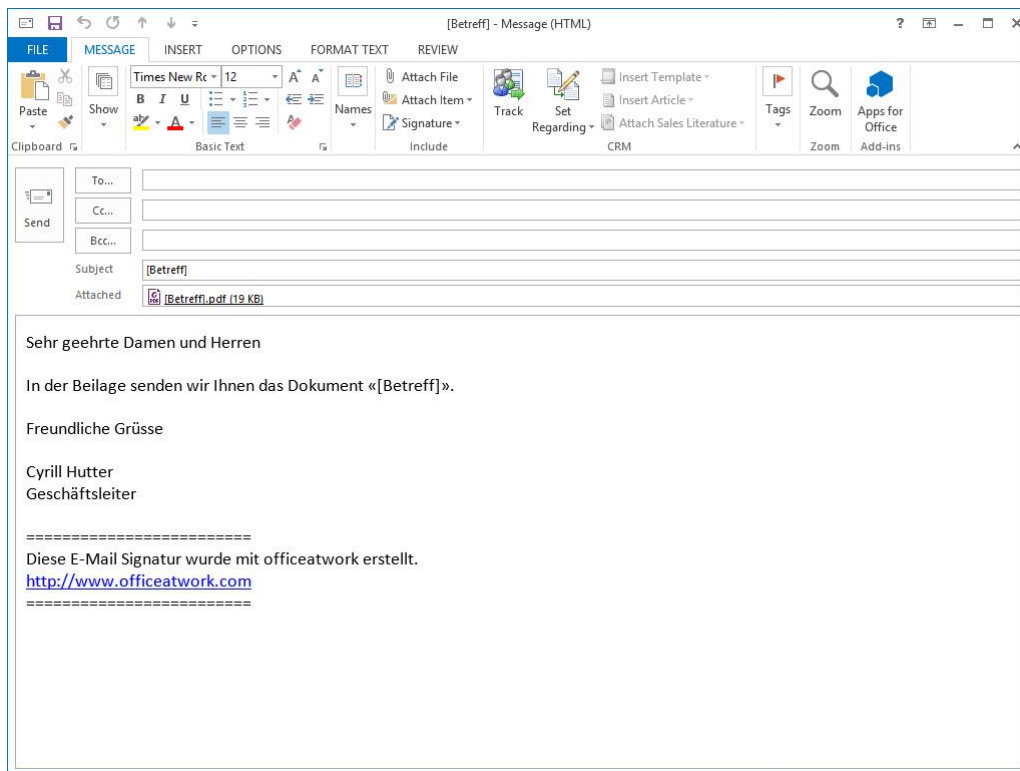 [Betreff] - Message (HTML)
?
FILE MESSAGE INSERT OPTIONS FORMAT TEXT REVIEW
Paste
Show
Times New Rc 12 A A
B I U
aby A
Names
Attach File
Attach Item
Signature
Track
Set
Regarding
Insert Template
Insert Article
Attach Sales Literature
Tags
Zoom
Apps for
Office
Clipboard Basic Text Include CRM Zoom Add-ins
Send
To...
Cc...
Bcc...
Subject [Betreff]
Attached [Betreff].pdf (19 KB)
Sehr geehrte Damen und Herren
In der Beilage senden wir Ihnen das Dokument «[Betreff]».
Freundliche Grüsse
Cyrill Hutter
Geschäftsleiter
=========================
Diese E-Mail Signatur wurde mit officeatwork erstellt.
http://www.officeatwork.com
=========================